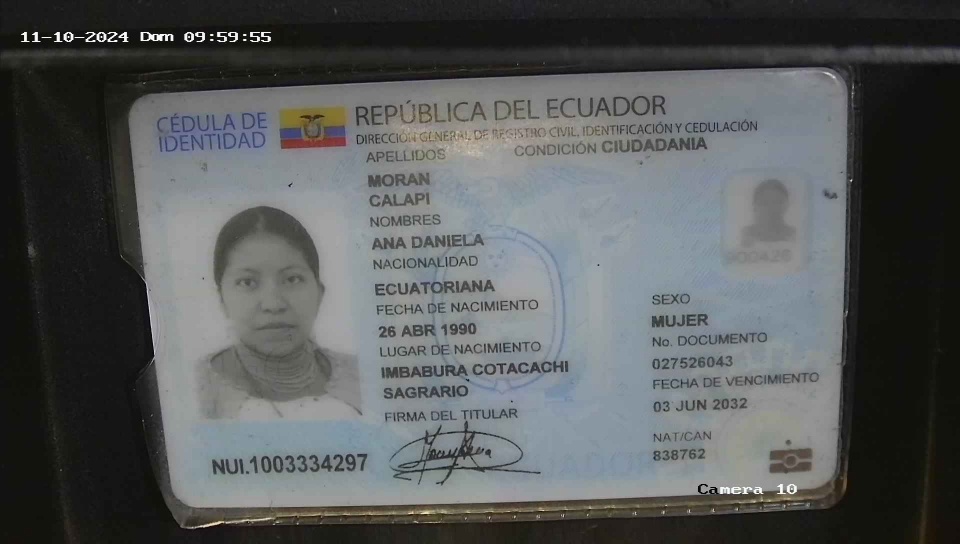 11-10-2024 Dom 09:59:55
CÉDULA DE
IDENTIDAD
REPÚBLICA DEL ECUADOR
DIRECCIÓN GENERAL DE REGISTRO CIVIL, IDENTIFICACIÓN Y CEDULACIÓN
APELLIDOS
CONDICIÓN CIUDADANIA
MORAN
CALAPI
NOMBRES
ANA DANIELA
NACIONALIDAD
ECUATORIANA
FECHA DE NACIMIENTO
26 ABR 1990
LUGAR DE NACIMIENTO
IMBABURA COTACACHI
SAGRARIO
FIRMA DEL TITULAR
SEXO
MUJER
No. DOCUMENTO
027526043
FECHA DE VENCIMIENTO
03 JUN 2032
NAT/CAN
838762
NUI.1003334297
Camera 10